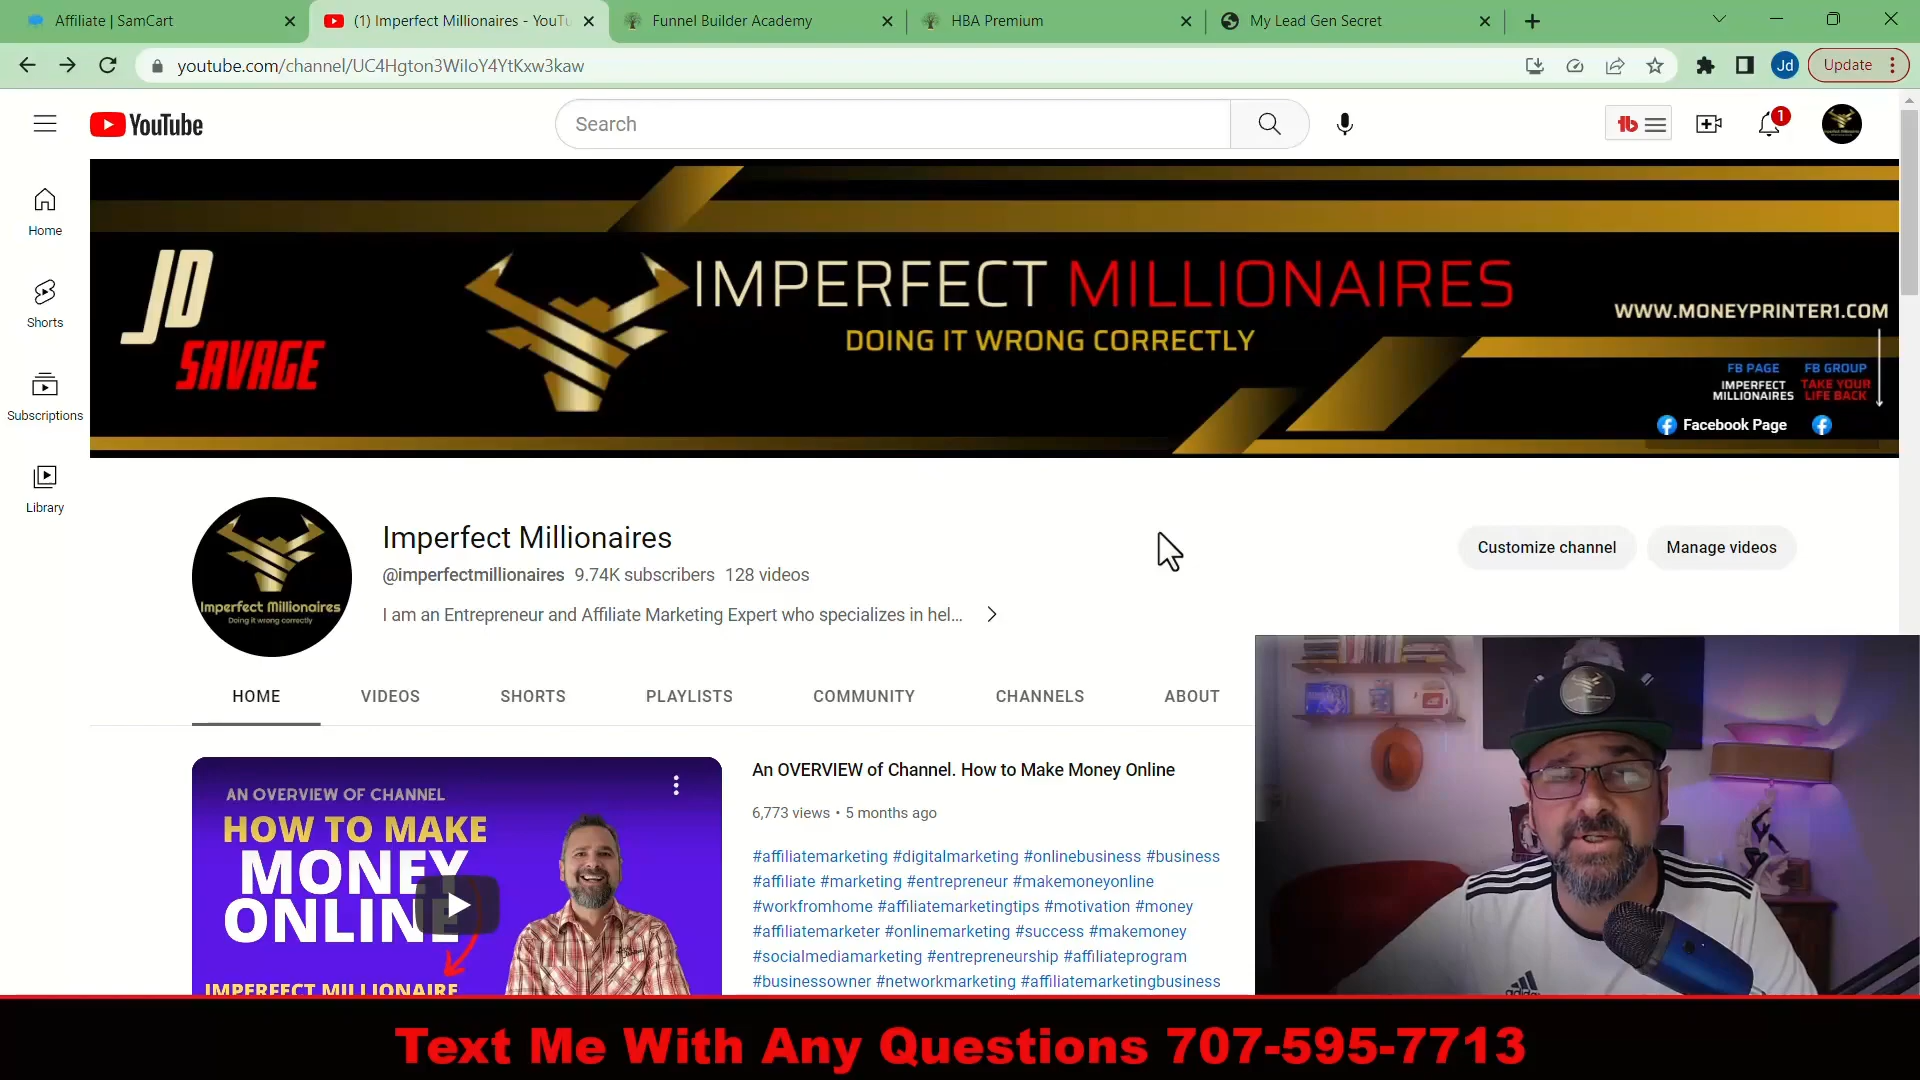 Affiliate | SamCart
(1) Imperfect Millionaires - YouTu
Funnel Builder Academy
HBA Premium
My Lead Gen Secret
youtube.com/channel/UC4Hgton3WiIoY4YtKxw3kaw
Jd
Update
YouTube
Search
tb
1
Home
Shorts
Subscriptions
Library
JD
SAVAGE
IMPERFECT MILLIONAIRES
DOING IT WRONG CORRECTLY
WWW.MONEYPRINTER1.COM
FB PAGE
IMPERFECT
MILLIONAIRES
FB GROUP
TAKE YOUR
LIFE BACK
Facebook Page
Imperfect Millionaires
Doing it wrong correctly
Imperfect Millionaires
@imperfectmillionaires 9.74K subscribers 128 videos
I am an Entrepreneur and Affiliate Marketing Expert who specializes in hel...
Customize channel
Manage videos
HOME
VIDEOS
SHORTS
PLAYLISTS
COMMUNITY
CHANNELS
ABOUT
AN OVERVIEW OF CHANNEL
HOW TO MAKE
MONEY
ONLINE
IMPERFECT MILLIONAIRE
An OVERVIEW of Channel. How to Make Money Online
6,773 views • 5 months ago
#affiliatemarketing #digitalmarketing #onlinebusiness #business
#affiliate #marketing #entrepreneur #makemoneyonline
#workfromhome #affiliatemarketingtips #motivation #money
#affiliatemarketer #onlinemarketing #success #makemoney
#socialmediamarketing #entrepreneurship #affiliateprogram
#businessowner #networkmarketing #affiliatemarketingbusiness
adidas
Text Me With Any Questions 707-595-7713